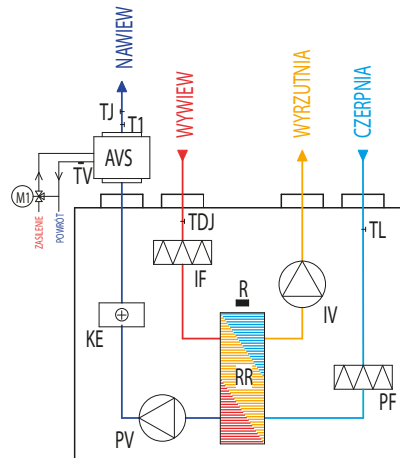 NAWIEW
WYWIEW
WYRZUTNIA
CZERPNIA
TJ
T1
AVS
TV
M1
ZASILENIE
POWRÓT
TDJ
TL
IF
R
IV
KE
RR
PF
PV